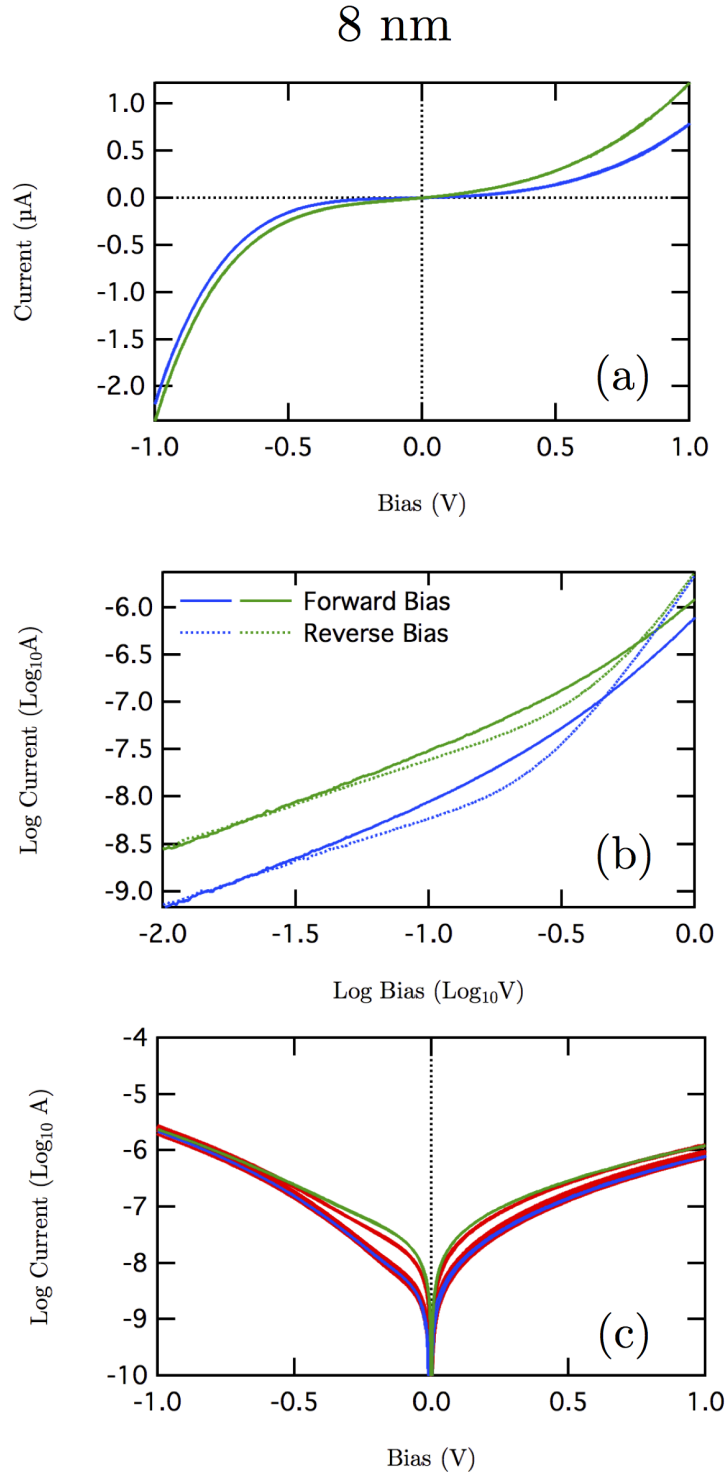 8 nm
1.0
0.5
0.0
-0.5
-1.0
-1.5
-2.0
Current (µA)
(a)
-1.0 -0.5 0.0 0.5 1.0
Bias (V)
-6.0
-6.5
-7.0
-7.5
-8.0
-8.5
-9.0
Log Current (Log₁₀A)
Forward Bias
Reverse Bias
(b)
-2.0 -1.5 -1.0 -0.5 0.0
Log Bias (Log₁₀V)
-4
-5
-6
-7
-8
-9
-10
Log Current (Log₁₀ A)
(c)
-1.0 -0.5 0.0 0.5 1.0
Bias (V)